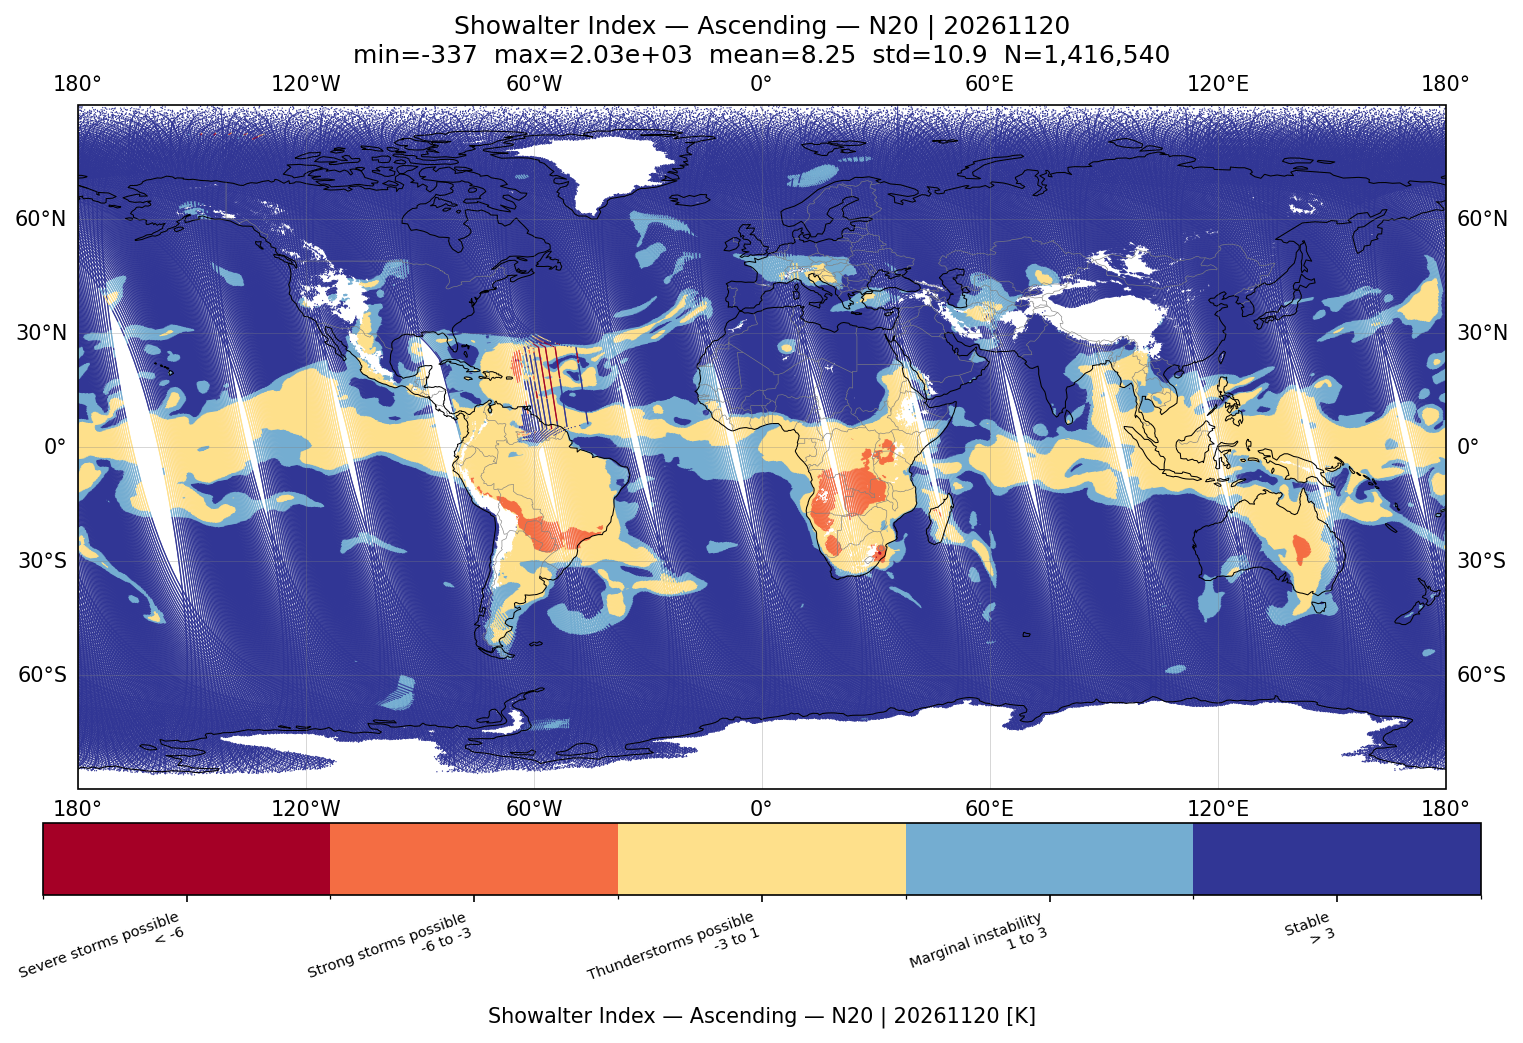 Showalter Index — Ascending — N20 | 20261120
min=-337 max=2.03e+03 mean=8.25 std=10.9 N=1,416,540
180° 120°W 60°W 0° 60°E 120°E 180°
60°N 60°N
30°N 30°N
0° 0°
30°S 30°S
60°S 60°S
180° 120°W 60°W 0° 60°E 120°E 180°
Severe storms possible
< -6
Strong storms possible
-6 to -3
Thunderstorms possible
-3 to 1
Marginal instability
1 to 3
Stable
> 3
Showalter Index — Ascending — N20 | 20261120 [K]